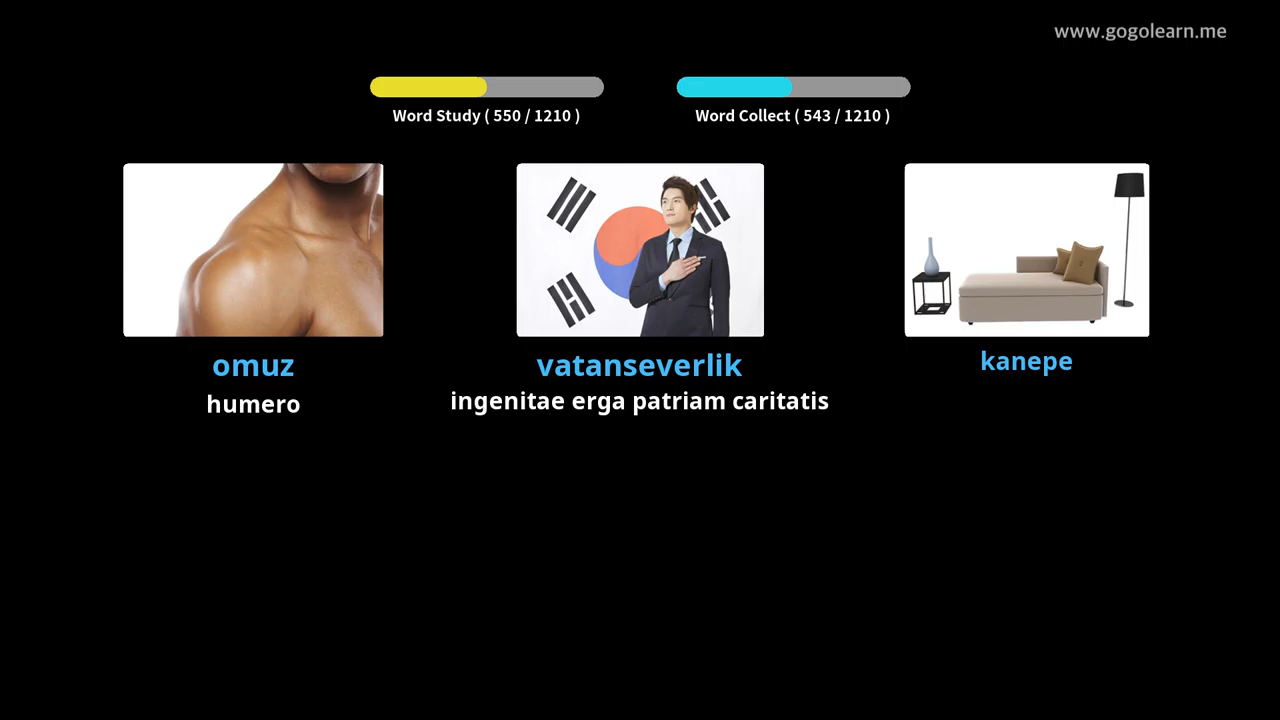 www.gogolearn.me
Word Study ( 550 / 1210 )
Word Collect ( 543 / 1210 )
omuz
humero
vatanseverlik
ingenitae erga patriam caritatis
kanepe